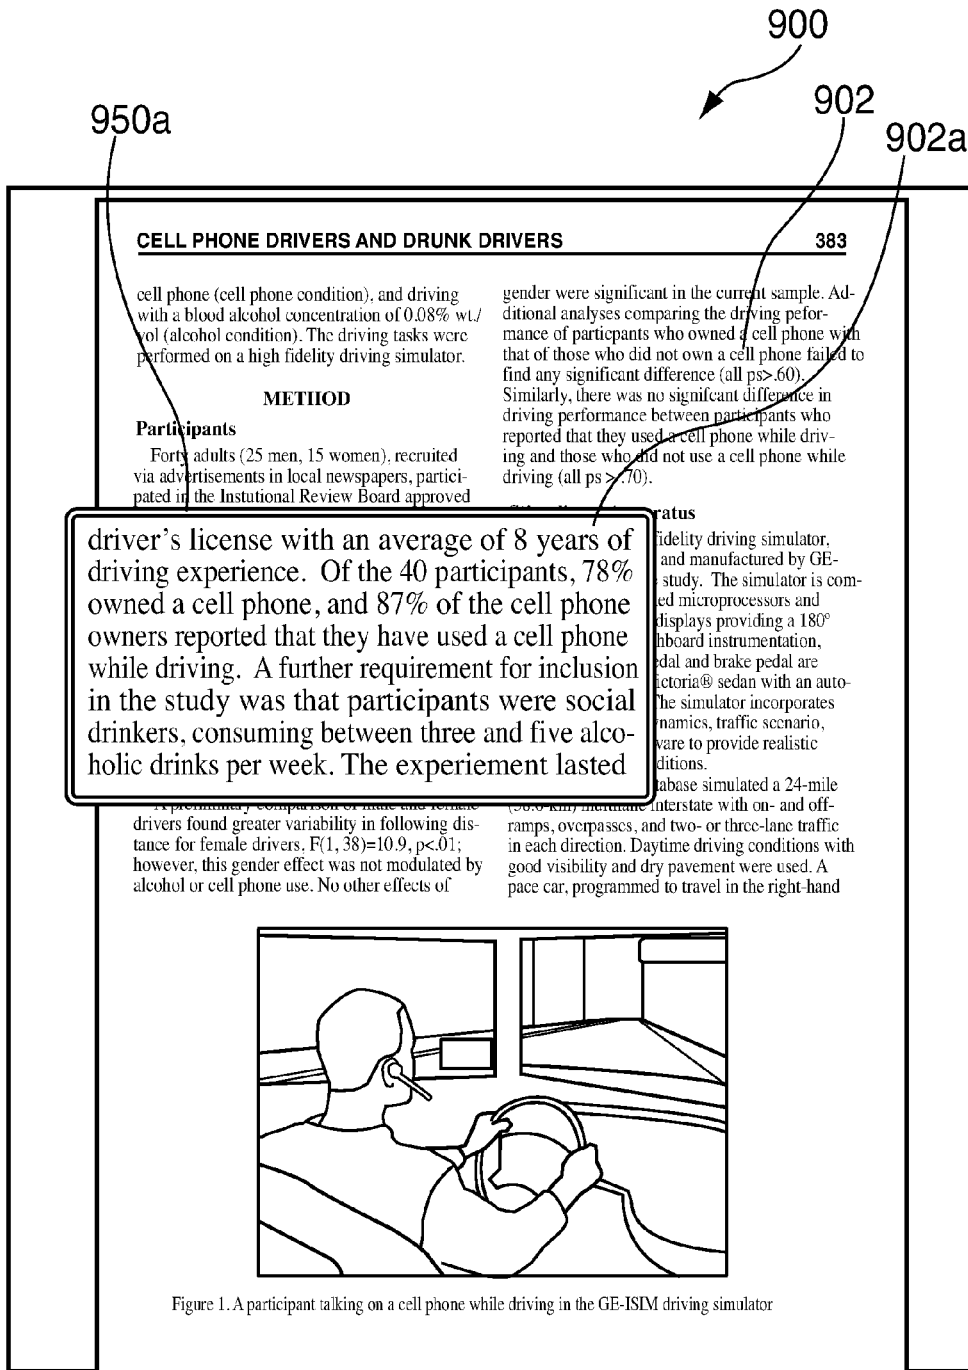 900
902
950a
902a
CELL PHONE DRIVERS AND DRUNK DRIVERS 383
cell phone (cell phone condition), and driving
with a blood alcohol concentration of 0.08% wt./
vol (alcohol condition). The driving tasks were
performed on a high fidelity driving simulator.
METHOD
Participants
Forty adults (25 men, 15 women), recruited
via advertisements in local newspapers, partici-
pated in the Instutional Review Board approved
driver's license with an average of 8 years of
driving experience. Of the 40 participants, 78%
owned a cell phone, and 87% of the cell phone
owners reported that they have used a cell phone
while driving. A further requirement for inclusion
in the study was that participants were social
drinkers, consuming between three and five alco-
holic drinks per week. The experiement lasted
A preliminary comparison of male and female
drivers found greater variability in following dis-
tance for female drivers, F(1, 38)=10.9, p<.01;
however, this gender effect was not modulated by
alcohol or cell phone use. No other effects of
gender were significant in the current sample. Ad-
ditional analyses comparing the driving pefor-
mance of particpants who owned a cell phone with
that of those who did not own a cell phone failed to
find any significant difference (all ps>.60).
Similarly, there was no signifcant difference in
driving performance between participants who
reported that they used a cell phone while driv-
ing and those who did not use a cell phone while
driving (all ps >.70).
ratus
fidelity driving simulator,
and manufactured by GE-
study. The simulator is com-
ed microprocessors and
displays providing a 180°
hboard instrumentation,
edal and brake pedal are
ictoria® sedan with an auto-
The simulator incorporates
ynamics, traffic scenario,
ware to provide realistic
ditions.
tabase simulated a 24-mile
interstate with on- and off-
ramps, overpasses, and two- or three-lane traffic
in each direction. Daytime driving conditions with
good visibility and dry pavement were used. A
pace car, programmed to travel in the right-hand
Figure 1. A participant talking on a cell phone while driving in the GE-ISIM driving simulator